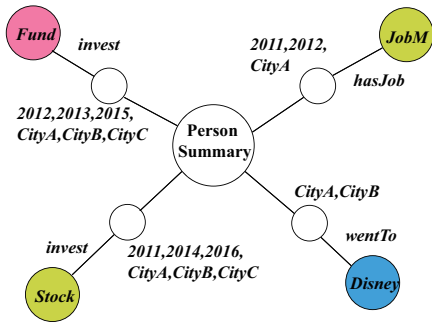 Fund
invest
2012,2013,2015,
CityA,CityB,CityC
2011,2012,
CityA
JobM
hasJob
Person
Summary
invest
2011,2014,2016,
CityA,CityB,CityC
Stock
CityA,CityB
wentTo
Disney